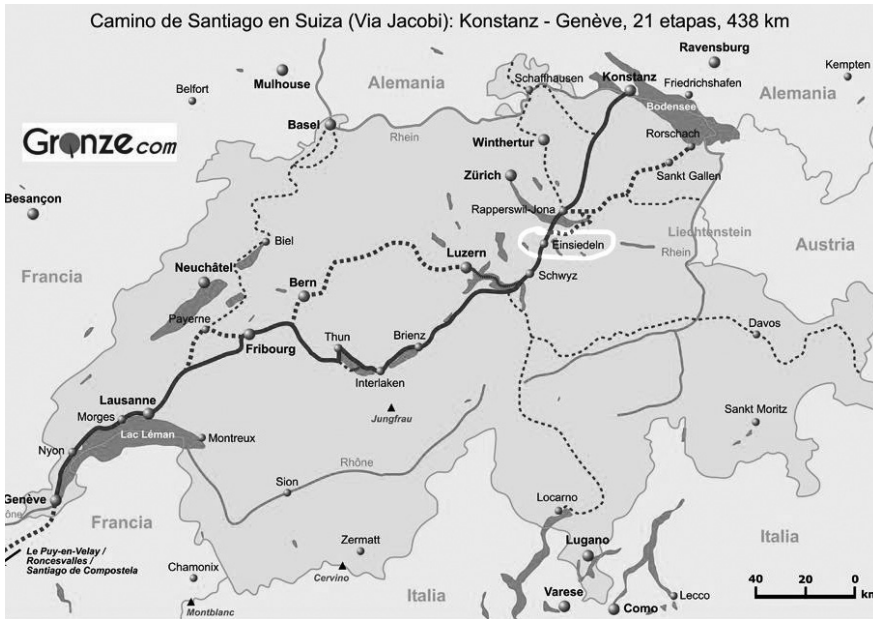 Camino de Santiago en Suiza (Via Jacobi): Konstanz - Genève, 21 etapas, 438 km
Ravensburg
Kempten
Belfort
Mulhouse
Alemania
Schaffhausen
Konstanz
Friedrichshafen
Alemania
Bodensee
Gronze.com
Basel
Rhein
Winthertur
Rorschach
Sankt Gallen
Zürich
Besançon
Rapperswil-Jona
Liechtenstein
Rhein
Austria
Biel
Einsiedeln
Francia
Neuchâtel
Luzern
Schwyz
Bern
Payerne
Fribourg
Thun
Brienz
Davos
Interlaken
Lausanne
Morges
Jungfrau
Sankt Moritz
Nyon
Lac Léman
Montreux
Rhône
Sion
Genève
ône
Francia
Locarno
Italia
Le Puy-en-Velay /
Roncesvalles /
Santiago de Compostela
Zermatt
Lugano
Chamonix
Cervino
Italia
Montblanc
Varese
Como
Lecco
40 20 0
km